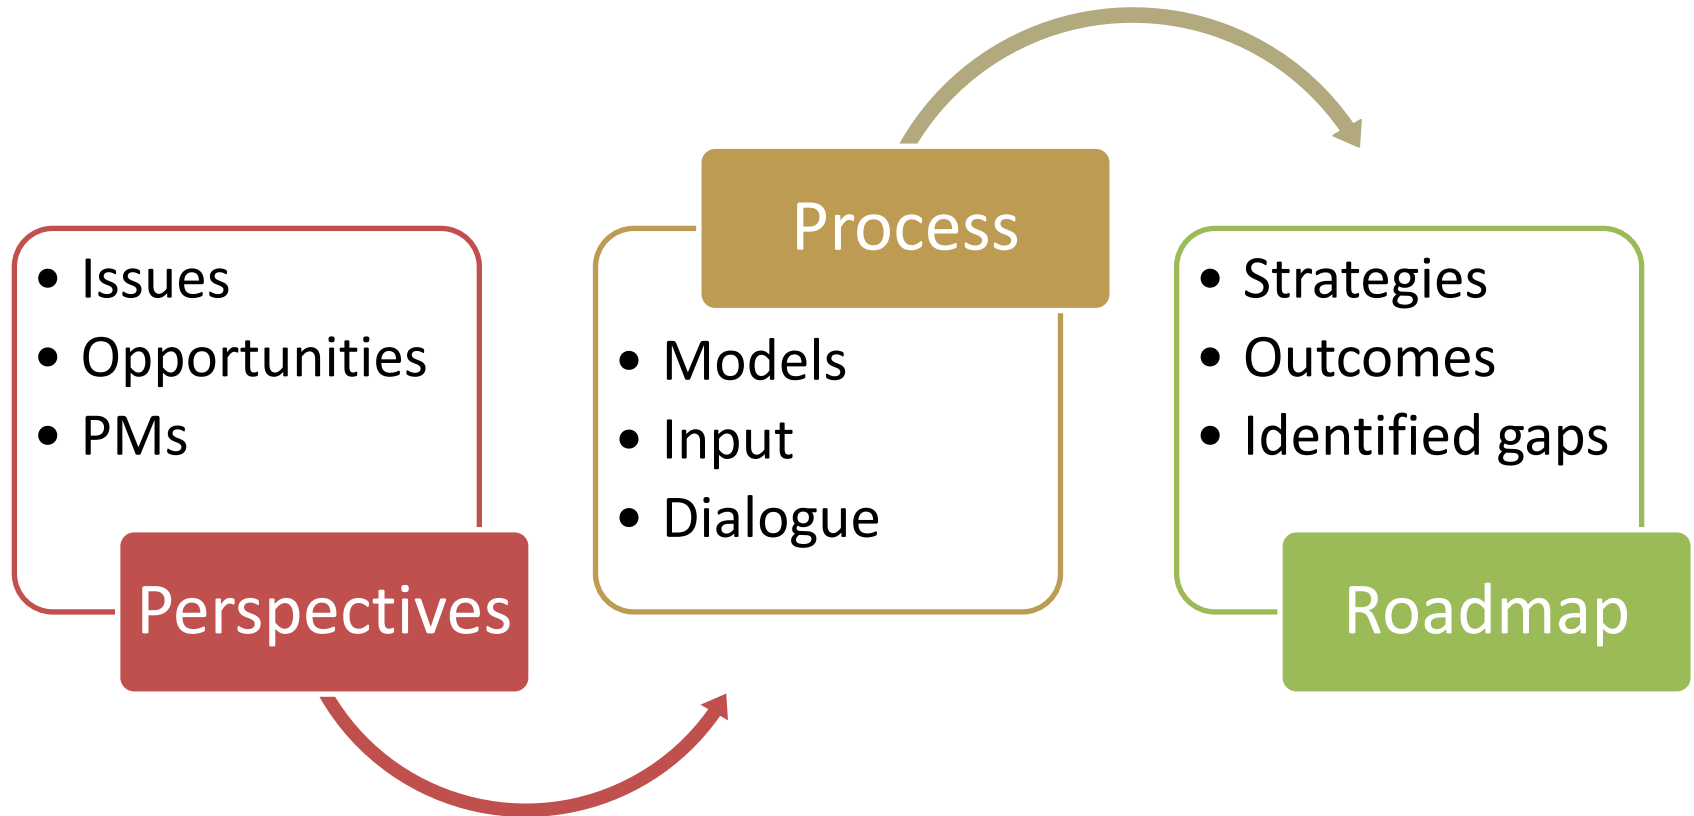 • Issues
• Opportunities
• PMs
Perspectives
Process
• Models
• Input
• Dialogue
• Strategies
• Outcomes
• Identified gaps
Roadmap